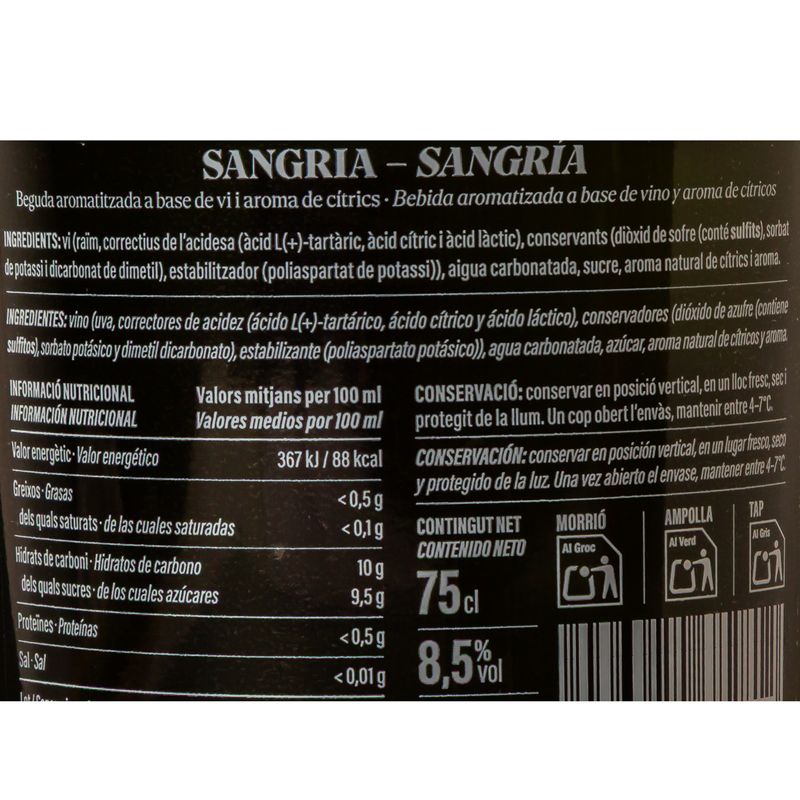 SANGRIA – SANGRÍA
Beguda aromatitzada a base de vi i aroma de cítrics · Bebida aromatizada a base de vino y aroma de cítricos
INGREDIENTS: vi (raïm, correctius de l'acidesa (àcid L(+)-tartàric, àcid cítric i àcid làctic), conservants (diòxid de sofre (conté sulfits), sorbat
de potassi i dicarbonat de dimetil), estabilitzador (poliaspartat de potassi)), aigua carbonatada, sucre, aroma natural de cítrics i aroma.
INGREDIENTES: vino (uva, correctores de acidez (ácido L(+)-tartárico, ácido cítrico y ácido láctico), conservadores (dióxido de azufre (contiene
sulfitos), sorbato potásico y dimetil dicarbonato), estabilizante (poliaspartato potásico)), agua carbonatada, azúcar, aroma natural de cítricos y aroma.
INFORMACIÓ NUTRICIONAL Valors mitjans per 100 ml
INFORMACIÓN NUTRICIONAL Valores medios por 100 ml
Valor energètic · Valor energético 367 kJ / 88 kcal
Greixos · Grasas <0,5 g
dels quals saturats · de las cuales saturadas <0,1 g
Hidrats de carboni · Hidratos de carbono 10 g
dels quals sucres · de los cuales azúcares 9,5 g
Proteïnes · Proteínas <0,5 g
Sal · Sal <0,01 g
CONSERVACIÓ: conservar en posició vertical, en un lloc fresc, sec i
protegit de la llum. Un cop obert l'envàs, mantenir entre 4-7°C.
CONSERVACIÓN: conservar en posición vertical, en un lugar fresco, seco
y protegido de la luz. Una vez abierto el envase, mantener entre 4-7°C.
CONTINGUT NET
CONTENIDO NETO
75 cl
8,5% vol
MORRIÓ AMPOLLA TAP
Al Groc Al Verd Al Gris